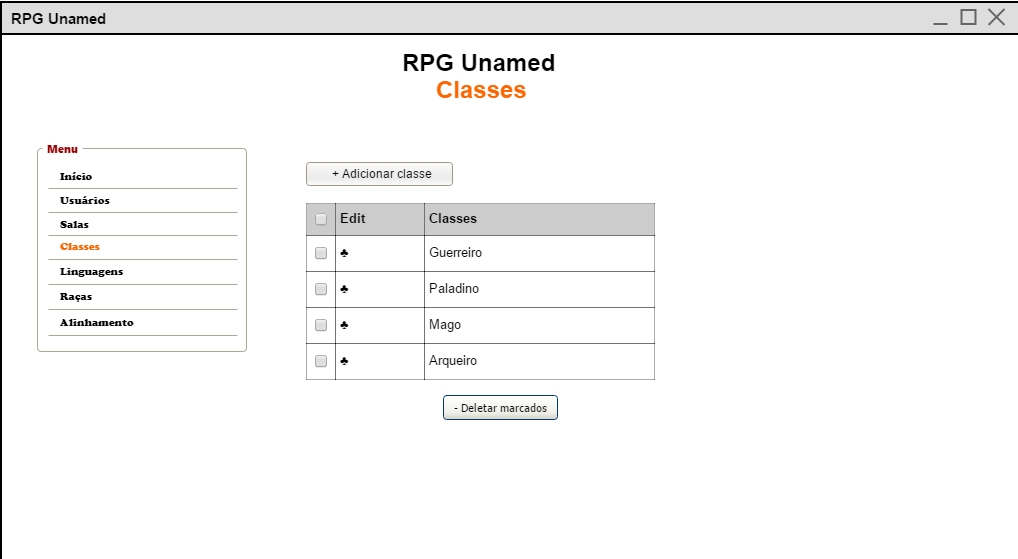 RPG Unamed
RPG Unamed
Classes
Menu
Início
Usuários
Salas
Classes
Linguagens
Raças
Alinhamento
+ Adicionar classe
Edit Classes
♣ Guerreiro
♣ Paladino
♣ Mago
♣ Arqueiro
- Deletar marcados